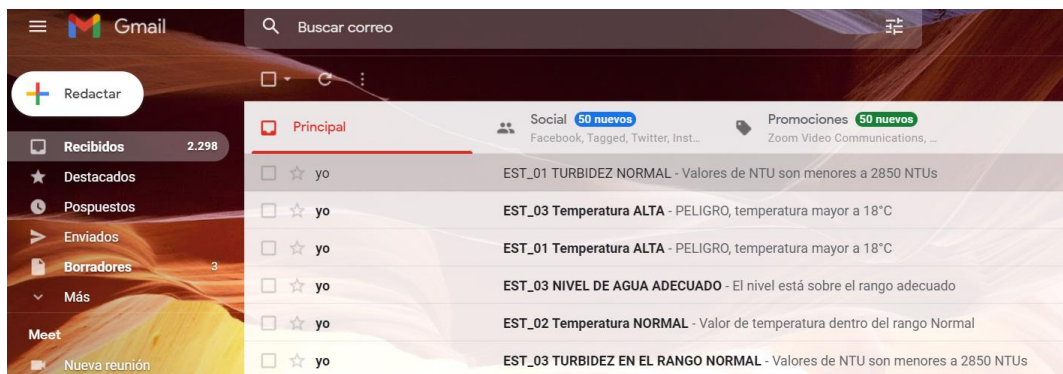 Gmail
Buscar correo
Redactar
Principal
Social 50 nuevos
Facebook, Tagged, Twitter, Inst...
Promociones 50 nuevos
Zoom Video Communications, ...
Recibidos 2.298
Destacados
Pospuestos
Enviados
Borradores 3
Más
Meet
Nueva reunión
yo EST_01 TURBIDEZ NORMAL - Valores de NTU son menores a 2850 NTUs
yo EST_03 Temperatura ALTA - PELIGRO, temperatura mayor a 18°C
yo EST_01 Temperatura ALTA - PELIGRO, temperatura mayor a 18°C
yo EST_03 NIVEL DE AGUA ADECUADO - El nivel está sobre el rango adecuado
yo EST_02 Temperatura NORMAL - Valor de temperatura dentro del rango Normal
yo EST_03 TURBIDEZ EN EL RANGO NORMAL - Valores de NTU son menores a 2850 NTUs